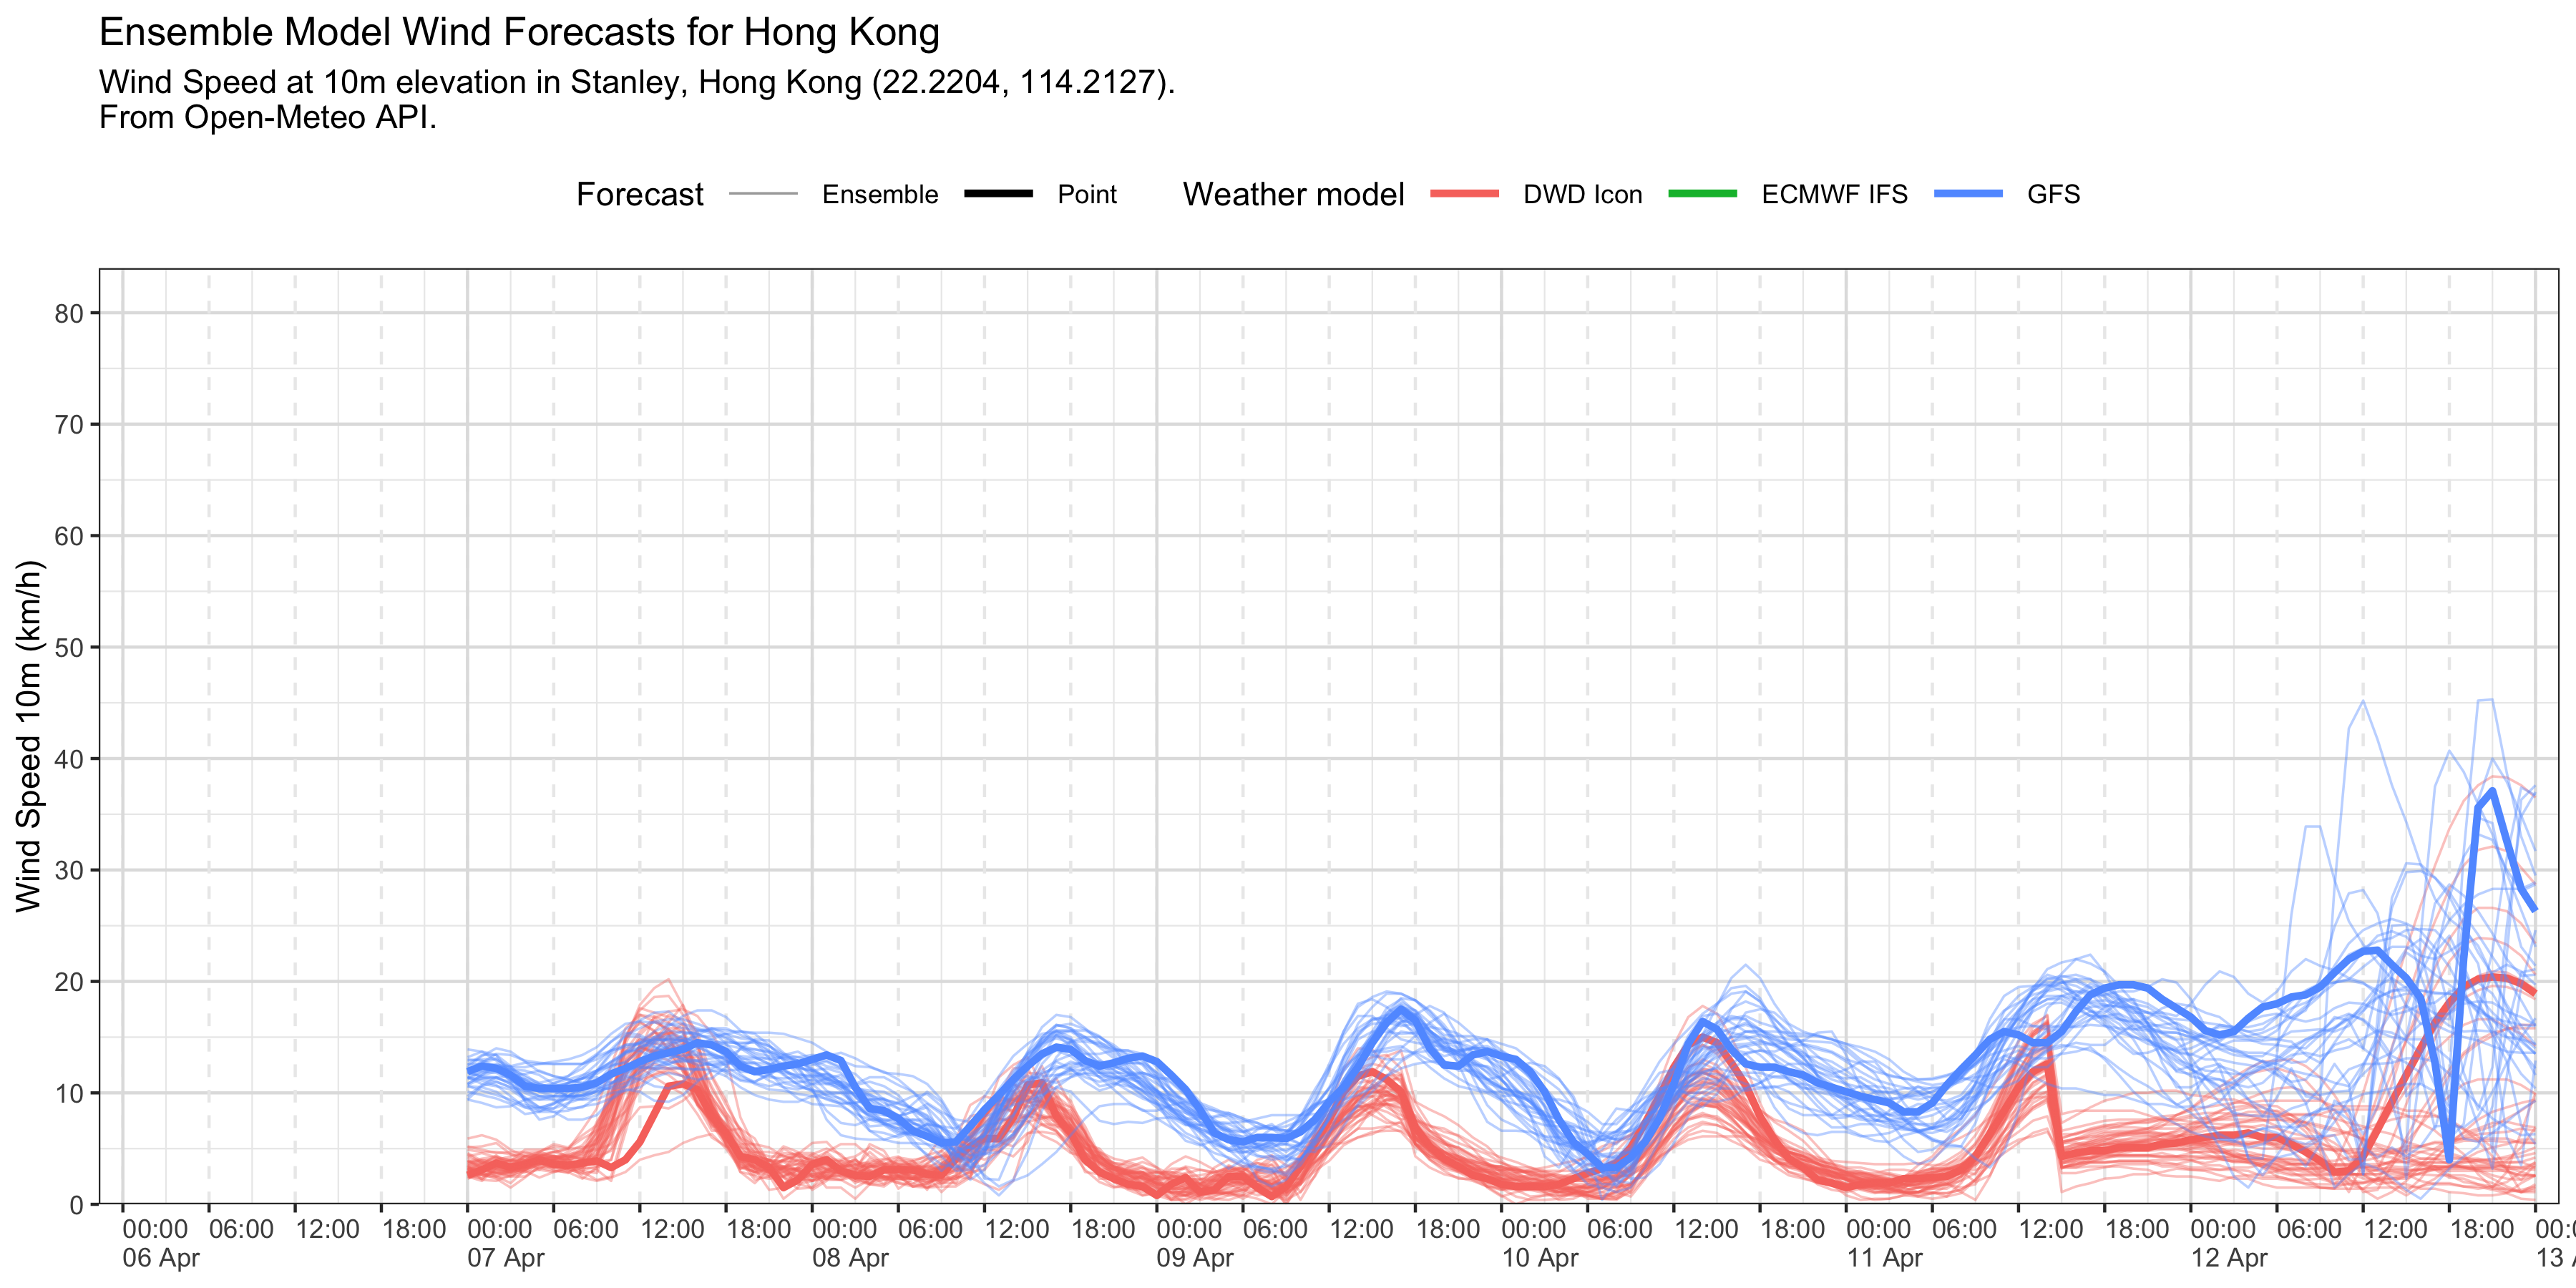 Ensemble Model Wind Forecasts for Hong Kong
Wind Speed at 10m elevation in Stanley, Hong Kong (22.2204, 114.2127).
From Open-Meteo API.
Forecast Ensemble Point Weather model DWD Icon ECMWF IFS GFS
Wind Speed 10m (km/h)
80
70
60
50
40
30
20
10
0
00:00 06:00 12:00 18:00 00:00 06:00 12:00 18:00 00:00 06:00 12:00 18:00 00:00 06:00 12:00 18:00 00:00 06:00 12:00 18:00 00:00 06:00 12:00 18:00 00:00 06:00 12:00 18:00
06 Apr 07 Apr 08 Apr 09 Apr 10 Apr 11 Apr 12 Apr 13